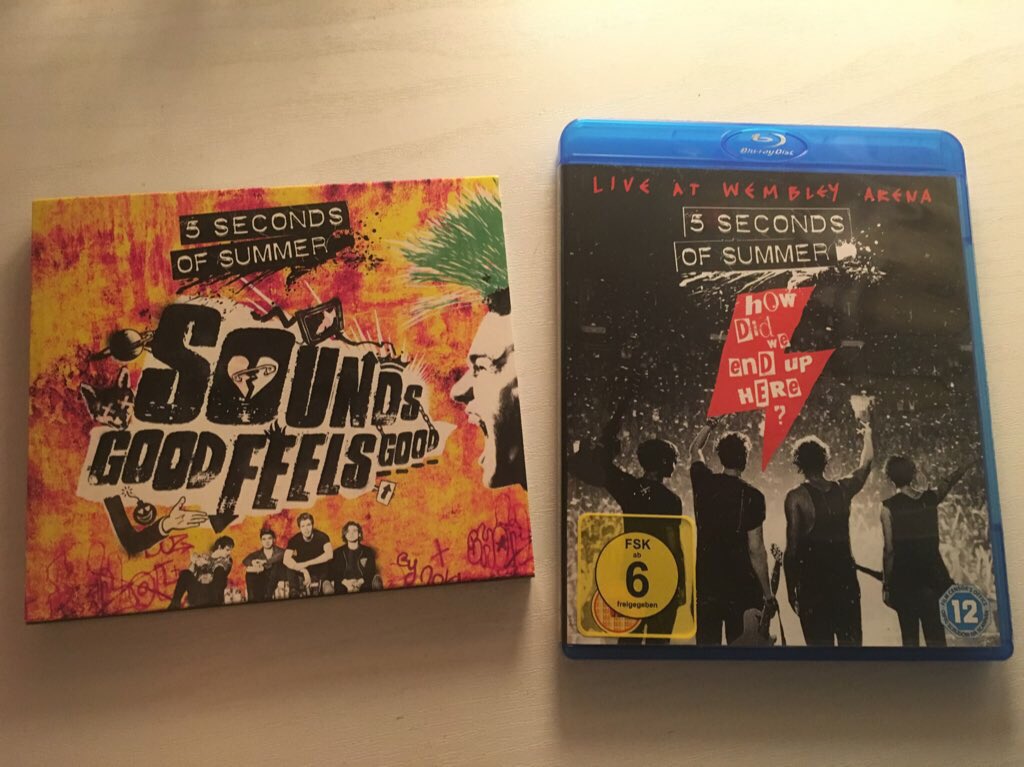 5 SECONDS
OF SUMMER
SOUNDS
GOOD FEELS GOOD
Blu-ray Disc
LIVE AT WEMBLEY ARENA
5 SECONDS
OF SUMMER
HOW
DiD we
END UP
HERe
?
FSK
ab
6
freigegeben
12